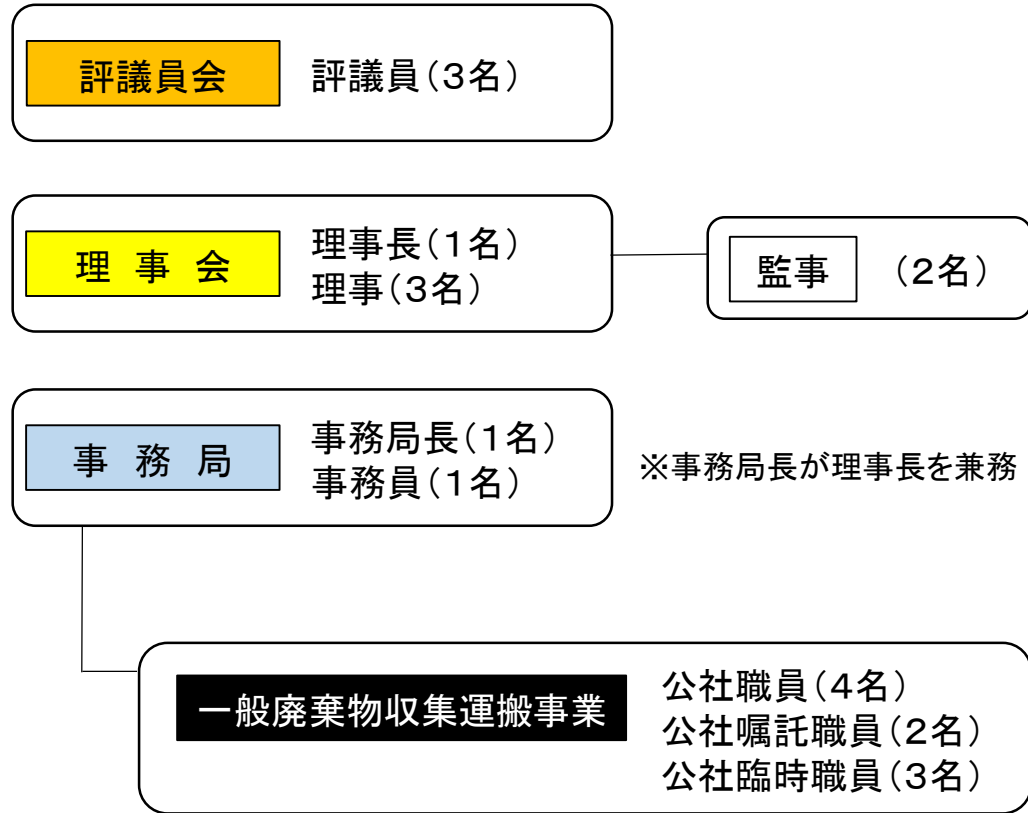 評議員会 評議員(3名)
理事会 理事長(1名)
理事(3名)
監事 (2名)
事務局 事務局長(1名)
事務員(1名)
※事務局長が理事長を兼務
一般廃棄物収集運搬事業 公社職員(4名)
公社嘱託職員(2名)
公社臨時職員(3名)